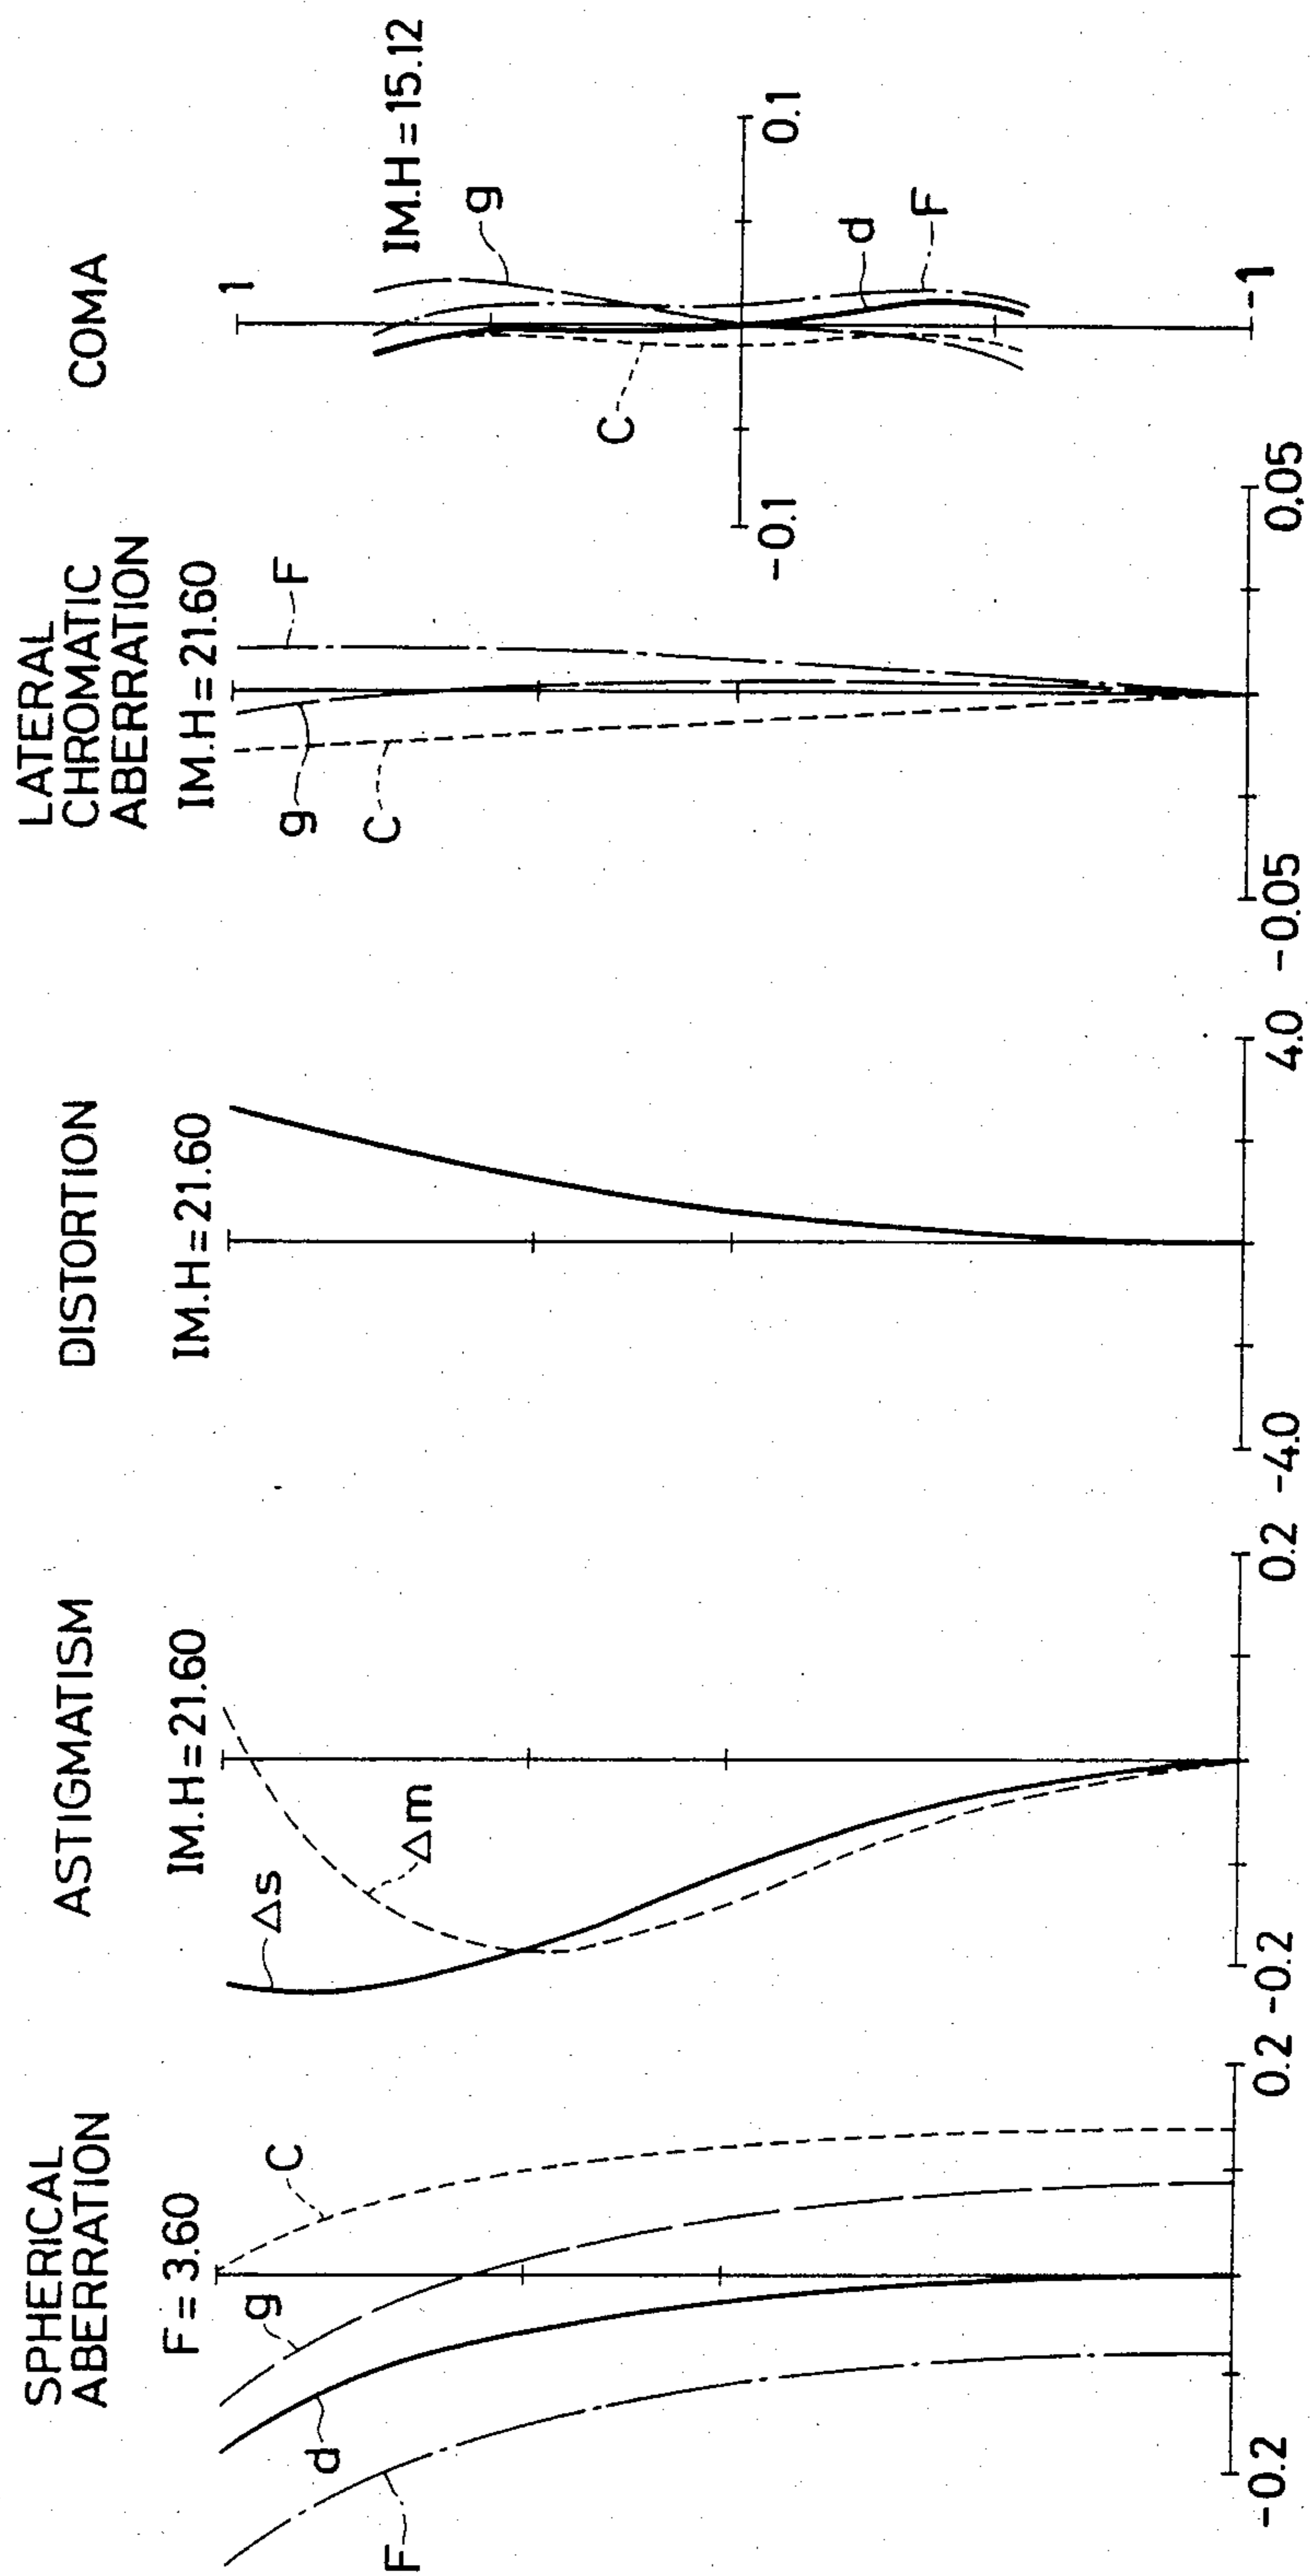 SPHERICAL
ABERRATION
F = 3.60
g
C
d
F
-0.2
0.2
ASTIGMATISM
IM.H=21.60
Δs
Δm
-0.2
0.2
DISTORTION
IM.H=21.60
-4.0
4.0
LATERAL
CHROMATIC
ABERRATION
IM.H=21.60
g
C
F
-0.05
0.05
COMA
1
IM.H=15.12
g
C
d
F
-0.1
0.1
-1